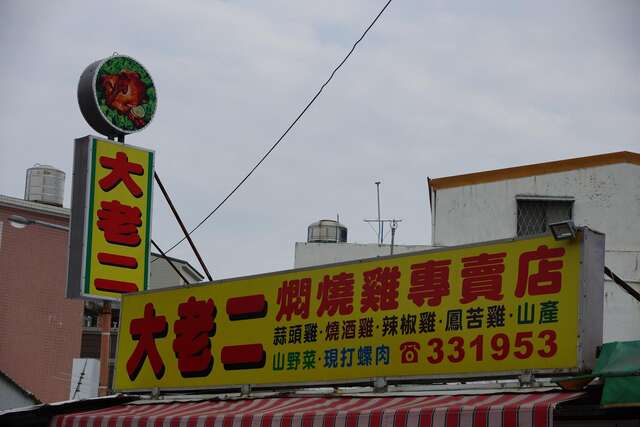 大老二
大老二 燜燒雞專賣店
蒜頭雞·燒酒雞·辣椒雞·鳳苦雞·山產
山野菜·現打螺肉 ☎331953